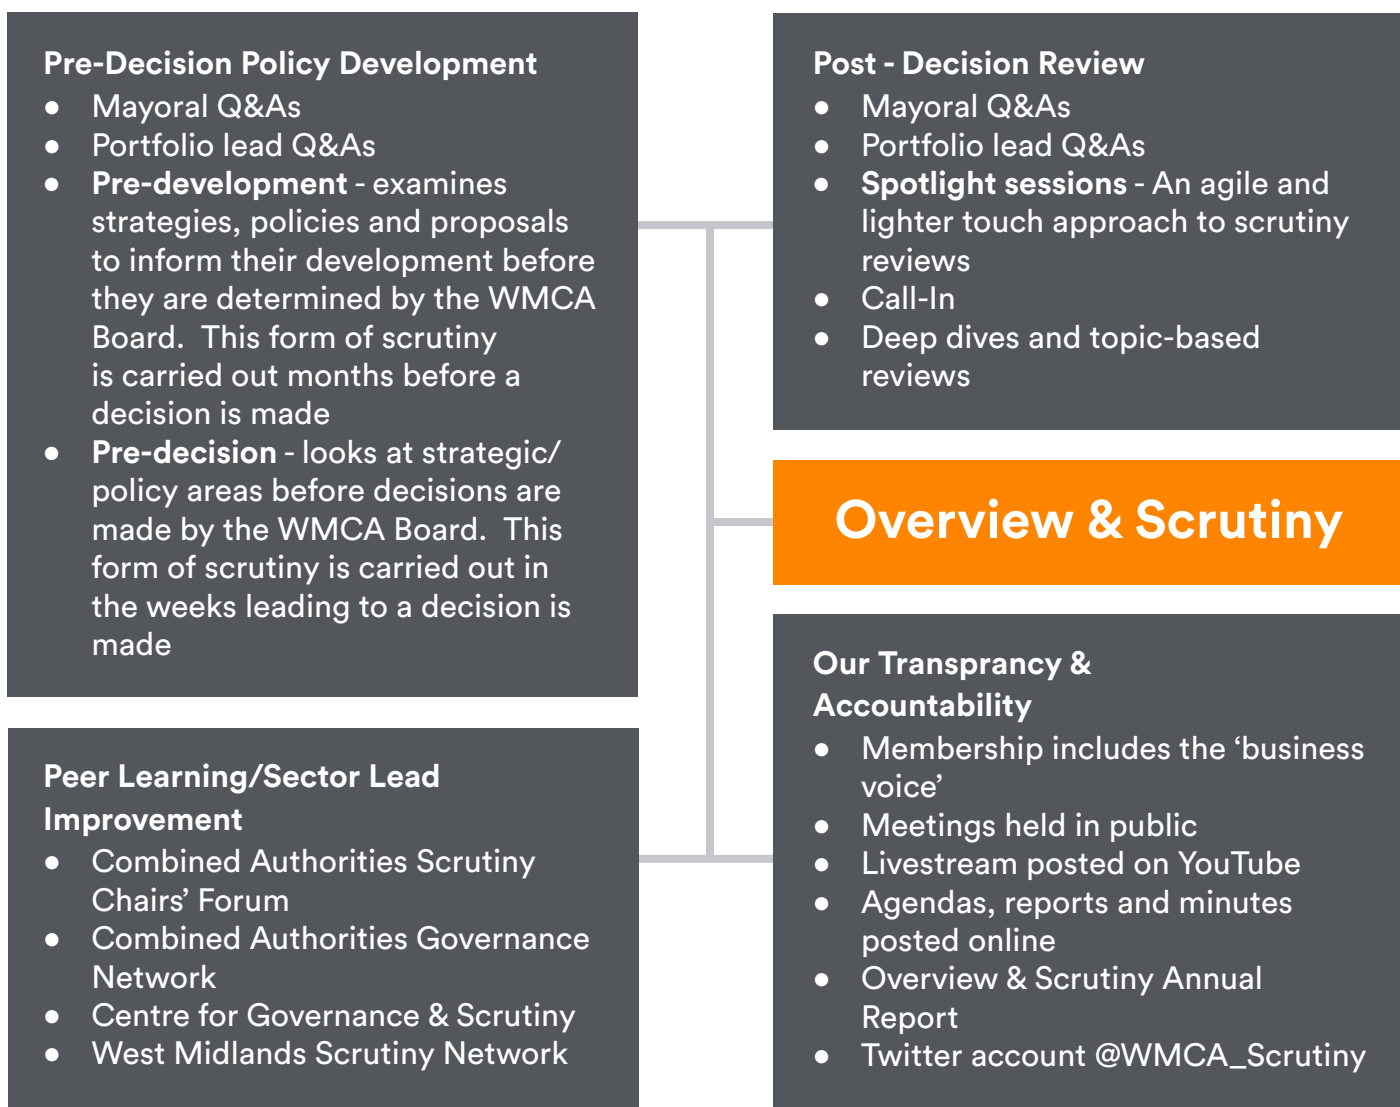 Pre-Decision Policy Development
● Mayoral Q&As
● Portfolio lead Q&As
● Pre-development - examines
strategies, policies and proposals
to inform their development before
they are determined by the WMCA
Board.  This form of scrutiny
is carried out months before a
decision is made
● Pre-decision - looks at strategic/
policy areas before decisions are
made by the WMCA Board.  This
form of scrutiny is carried out in
the weeks leading to a decision is
made
Peer Learning/Sector Lead
Improvement
● Combined Authorities Scrutiny
Chairs’ Forum
● Combined Authorities Governance
Network
● Centre for Governance & Scrutiny
● West Midlands Scrutiny Network
Post - Decision Review
● Mayoral Q&As
● Portfolio lead Q&As
● Spotlight sessions - An agile and
lighter touch approach to scrutiny
reviews
● Call-In
● Deep dives and topic-based
reviews
Overview & Scrutiny
Our Transprancy &
Accountability
● Membership includes the ‘business
voice’
● Meetings held in public
● Livestream posted on YouTube
● Agendas, reports and minutes
posted online
● Overview & Scrutiny Annual
Report
● Twitter account @WMCA_Scrutiny